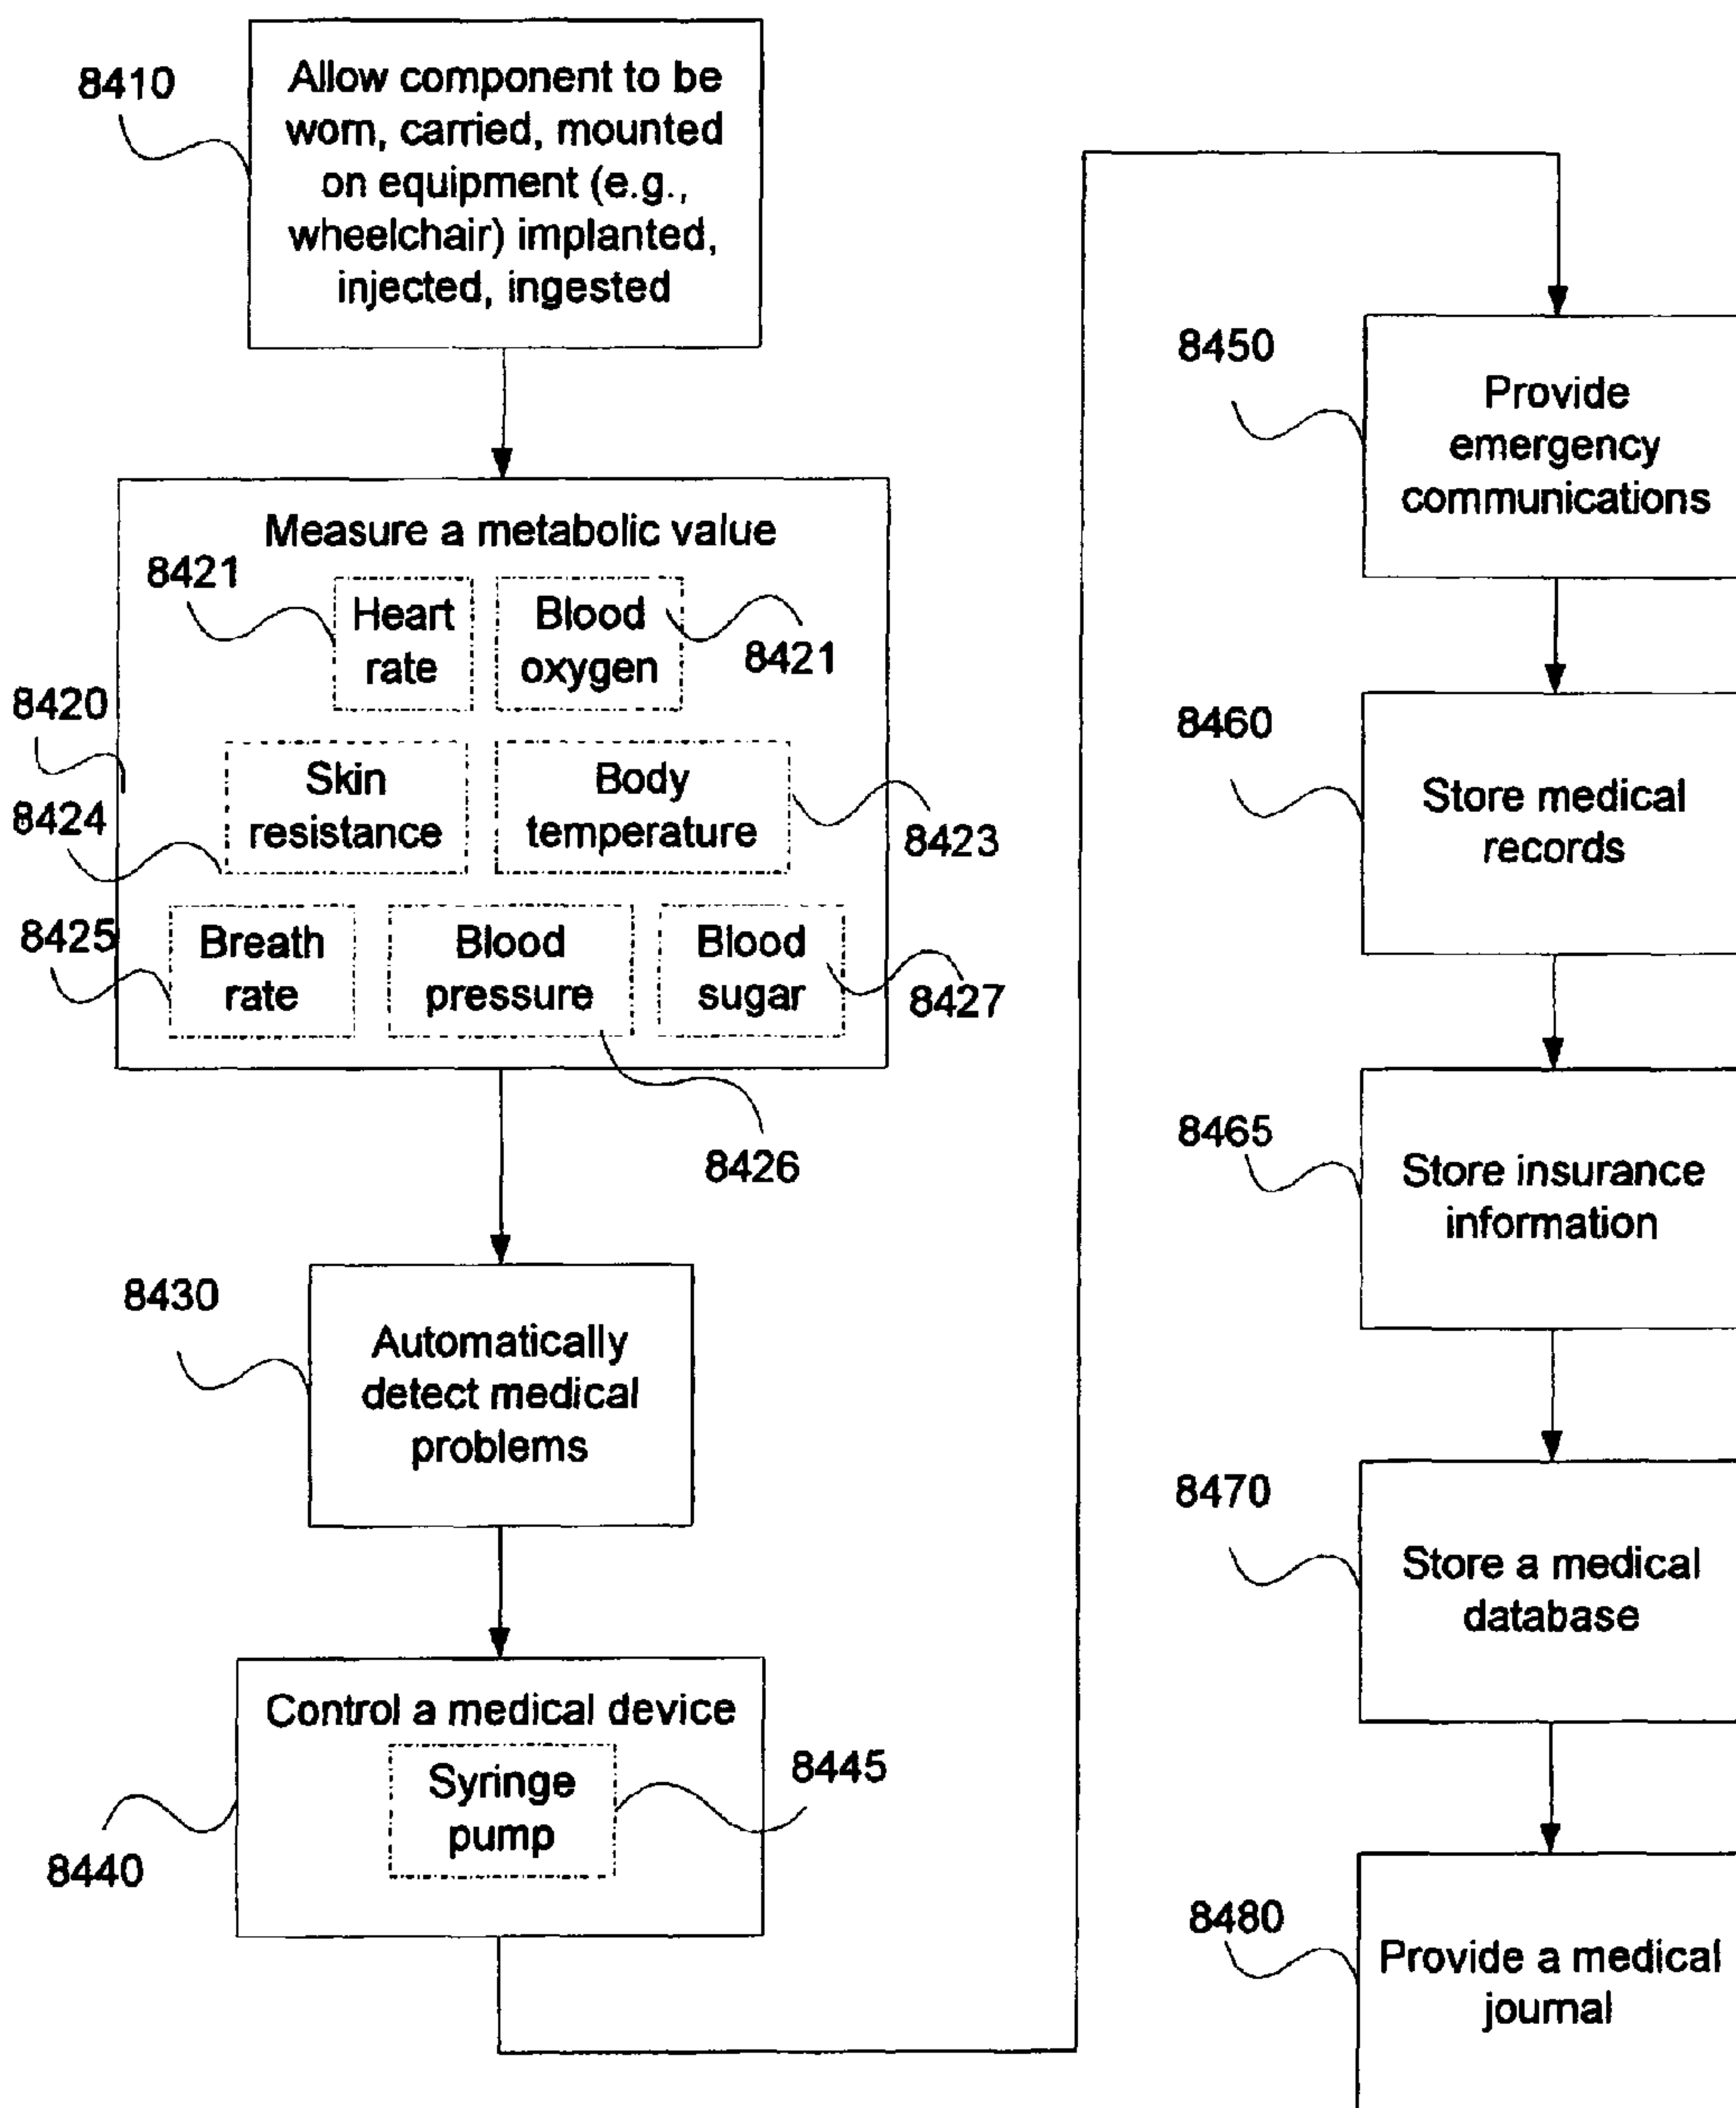 8410
Allow component to be
worn, carried, mounted
on equipment (e.g.,
wheelchair) implanted,
injected, ingested
8420
Measure a metabolic value
8421
Heart
rate
Blood
oxygen
8421
8424
Skin
resistance
Body
temperature
8423
8425
Breath
rate
Blood
pressure
8426
Blood
sugar
8427
8430
Automatically
detect medical
problems
8440
Control a medical device
Syringe
pump
8445
8450
Provide
emergency
communications
8460
Store medical
records
8465
Store insurance
information
8470
Store a medical
database
8480
Provide a medical
journal